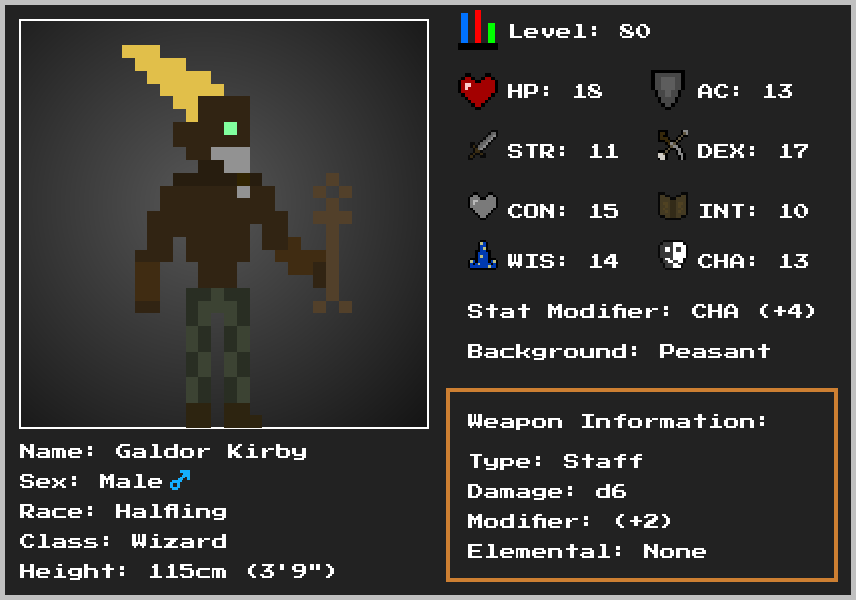 Level: 80
HP: 18 AC: 13
STR: 11 DEX: 17
CON: 15 INT: 10
WIS: 14 CHA: 13
Stat Modifier: CHA (+4)
Background: Peasant
Weapon Information:
Type: Staff
Damage: d6
Modifier: (+2)
Elemental: None
Name: Galdor Kirby
Sex: Male ♂
Race: Halfling
Class: Wizard
Height: 115cm (3'9")